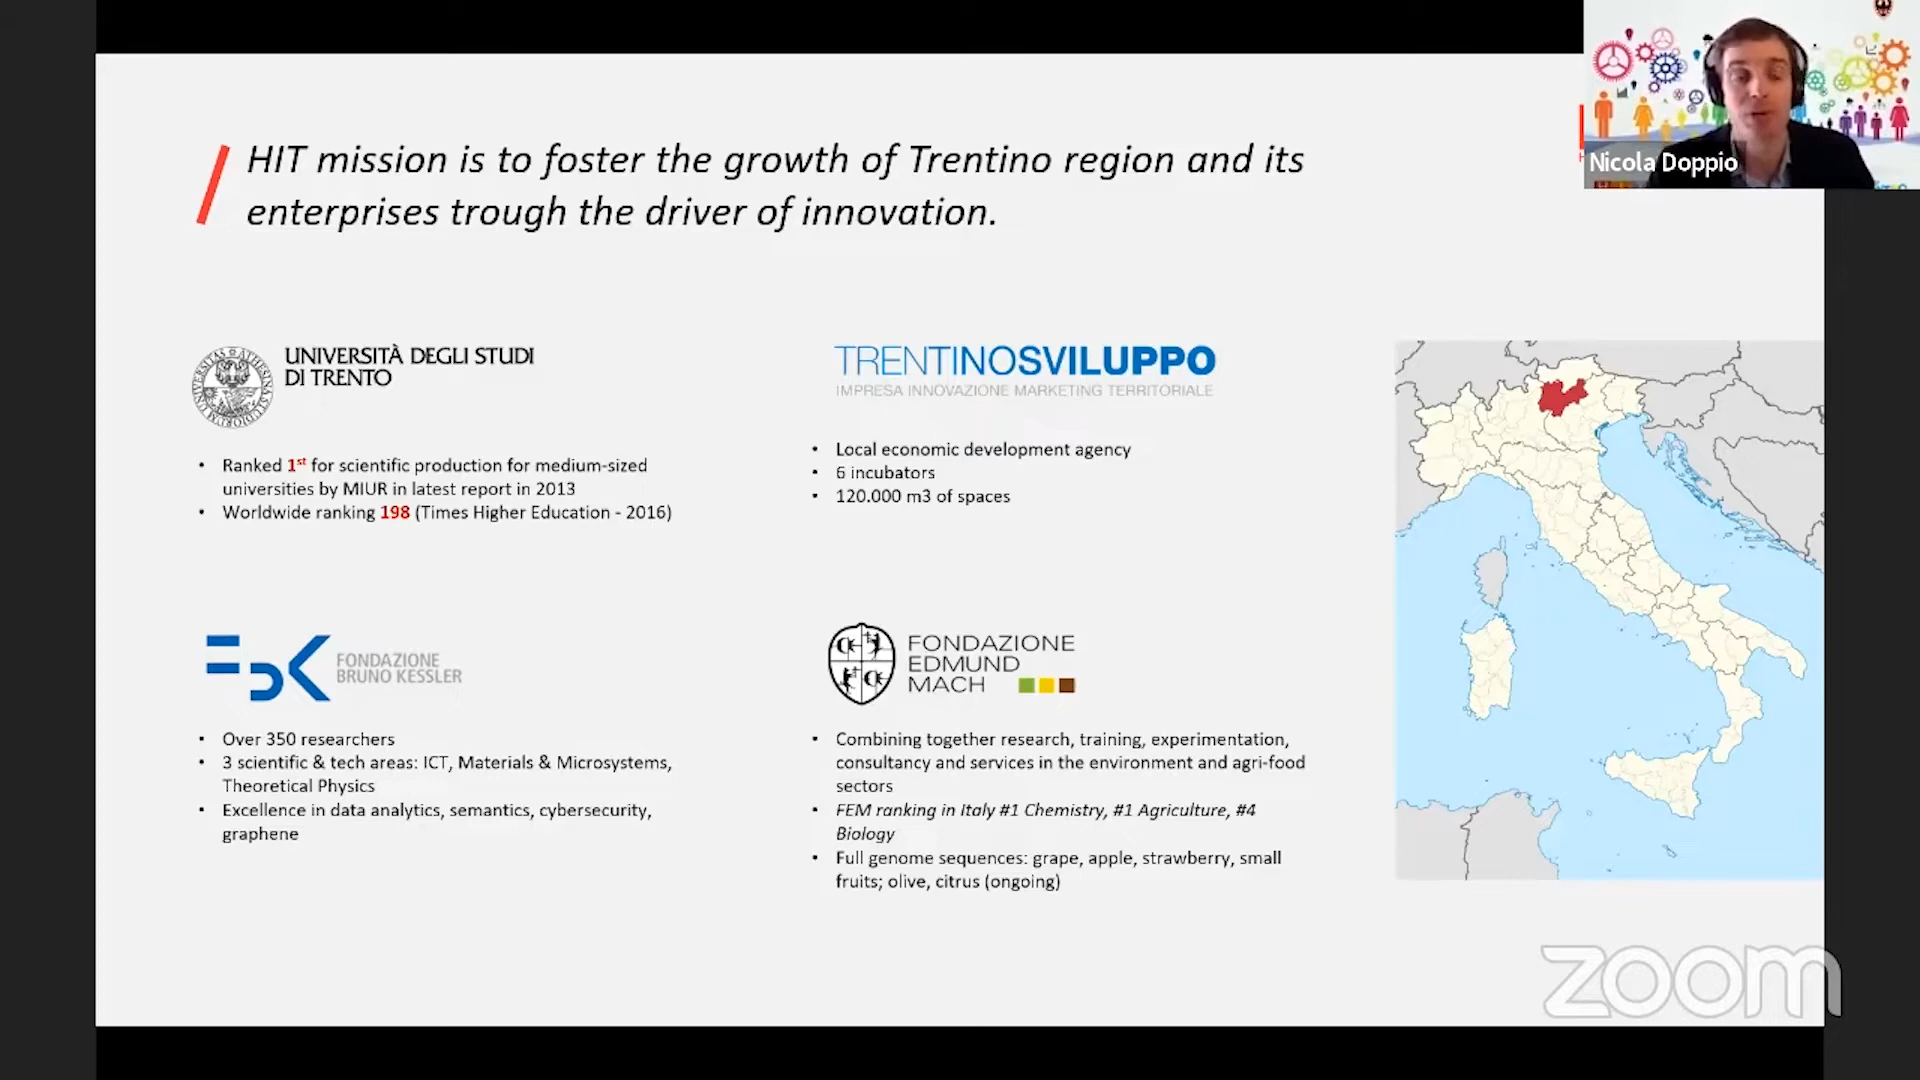 HIT mission is to foster the growth of Trentino region and its
enterprises trough the driver of innovation.
Nicola Doppio
UNIVERSITÀ DEGLI STUDI
DI TRENTO
• Ranked 1st for scientific production for medium-sized
universities by MIUR in latest report in 2013
• Worldwide ranking 198 (Times Higher Education - 2016)
TRENTINOSVILUPPO
IMPRESA INNOVAZIONE MARKETING TERRITORIALE
• Local economic development agency
• 6 incubators
• 120.000 m3 of spaces
FBK FONDAZIONE
BRUNO KESSLER
• Over 350 researchers
• 3 scientific & tech areas: ICT, Materials & Microsystems,
Theoretical Physics
• Excellence in data analytics, semantics, cybersecurity,
graphene
FONDAZIONE
EDMUND
MACH
• Combining together research, training, experimentation,
consultancy and services in the environment and agri-food
sectors
• FEM ranking in Italy #1 Chemistry, #1 Agriculture, #4
Biology
• Full genome sequences: grape, apple, strawberry, small
fruits; olive, citrus (ongoing)
zoom